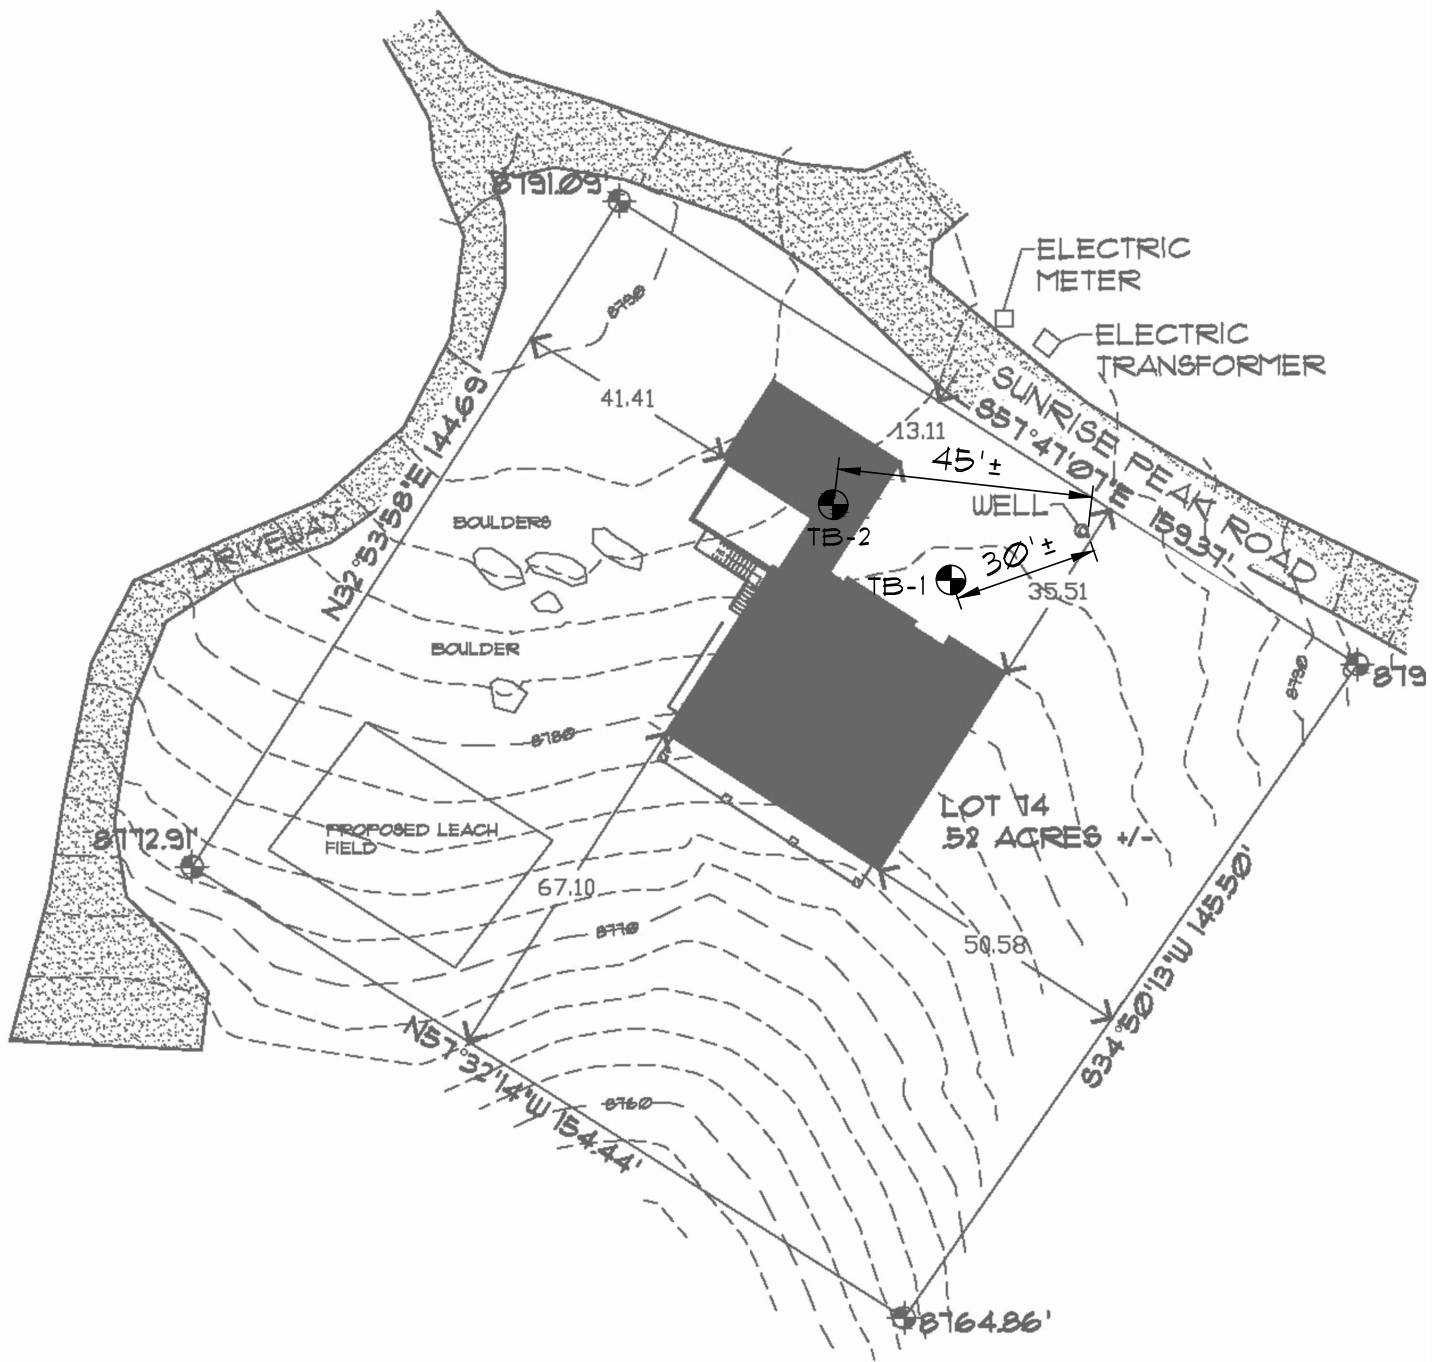 8791.09'
ELECTRIC
METER
ELECTRIC
TRANSFORMER
8790
41.41
13.11
SUNRISE PEAK ROAD
S57°47'07"E 159.37'
45'±
WELL
TB-2
30'±
TB-1
35.51
N32°53'58"E 144.69'
DRIVEWAY
BOULDERS
BOULDER
8790
879
8780
LOT 74
.52 ACRES +/-
PROPOSED LEACH
FIELD
8772.91'
67.10
8770
50.58
S34°50'13"W 145.50'
N57°32'14"W 154.44'
8760
8764.86'